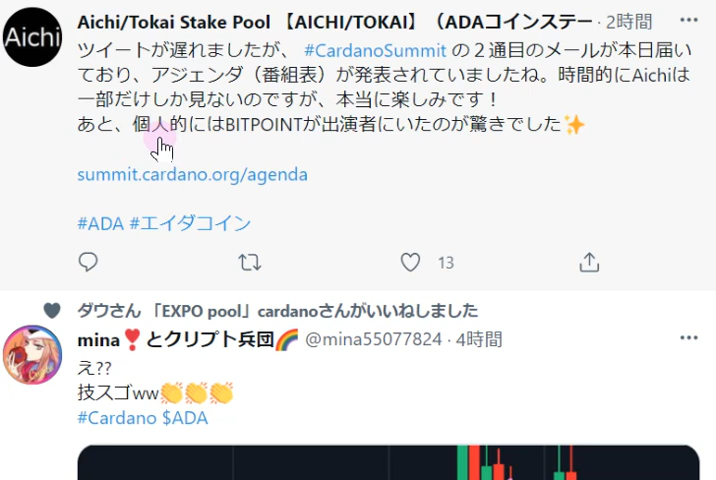 Aichi
Aichi/Tokai Stake Pool 【AICHI/TOKAI】 （ADAコインステー · 2時間
ツイートが遅れましたが、 #CardanoSummit の２通目のメールが本日届い
ており、アジェンダ（番組表）が発表されていましたね。時間的にAichiは
一部だけしか見ないのですが、本当に楽しみです！
あと、個人的にはBITPOINTが出演者にいたのが驚きでした✨
summit.cardano.org/agenda
#ADA #エイダコイン
13
ダウさん 「EXPO pool」cardanoさんがいいねしました
mina❣とクリプト兵団🌈 @mina55077824 · 4時間
え??
技スゴww👏👏👏
#Cardano $ADA